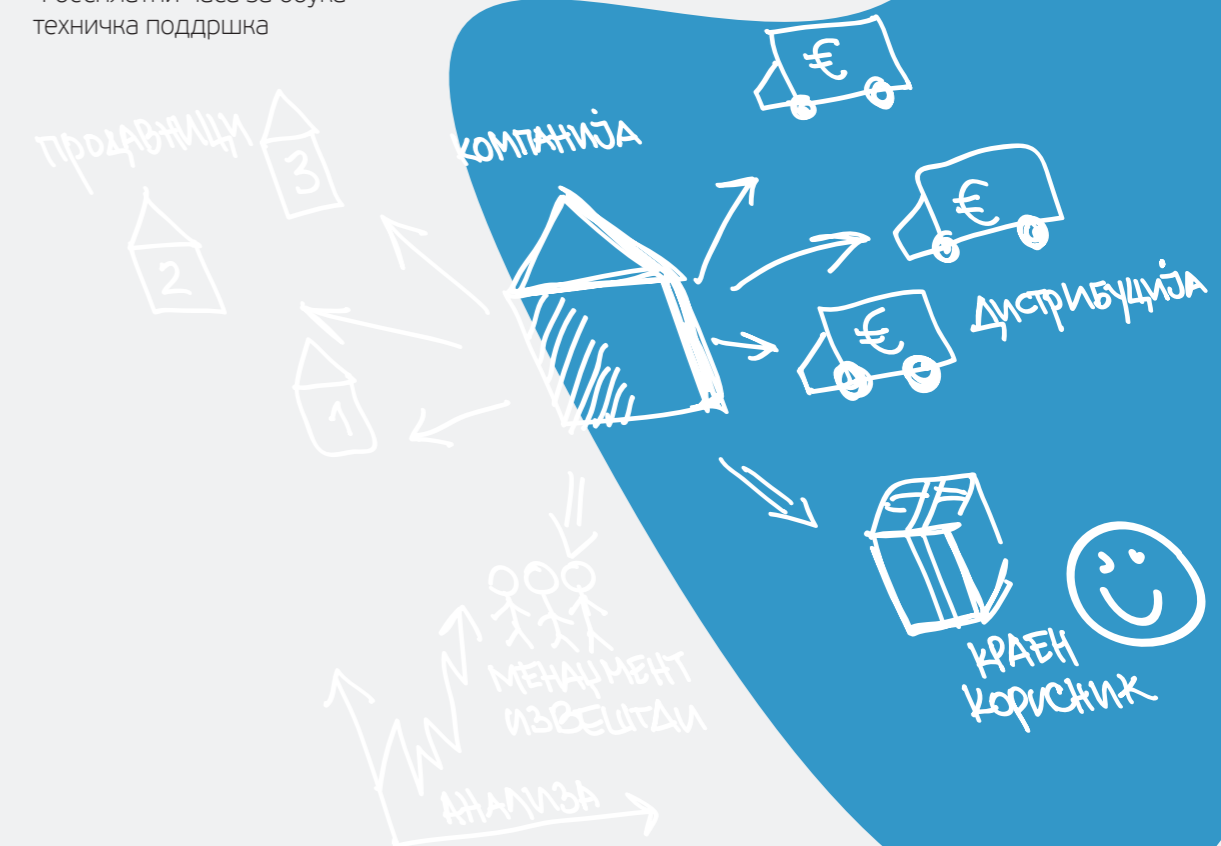 техничка поддршка
ПРОДАВНИЦИ
3
2
1
КОМПАНИЈА
€
€
€
ДИСТРИБУЦИЈА
КРАЕН
КОРИСНИК
МЕНАЏМЕНТ
ИЗВЕШТАИ
АНАЛИЗА